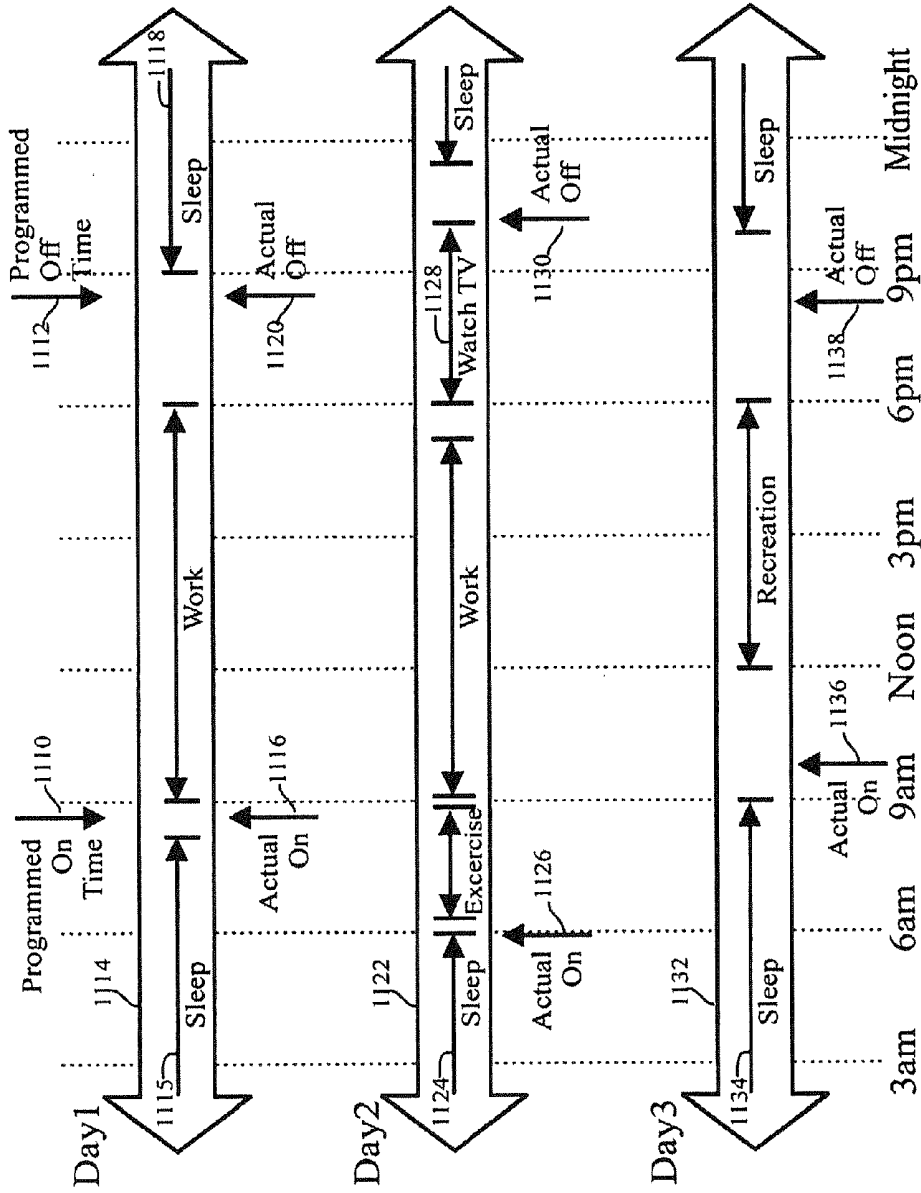 Programmed
On
Time
1110
Programmed
Off
Time
1112
Day1
1114
1115
Sleep
Work
Sleep
1118
Actual
On
1116
Actual
Off
1120
Day2
1122
1124
Sleep
Excercise
Work
Watch TV
1128
Sleep
Actual
On
1126
Actual
Off
1130
Day3
1132
1134
Sleep
Recreation
Sleep
Actual
On
1136
Actual
Off
1138
3am 6am 9am Noon 3pm 6pm 9pm Midnight